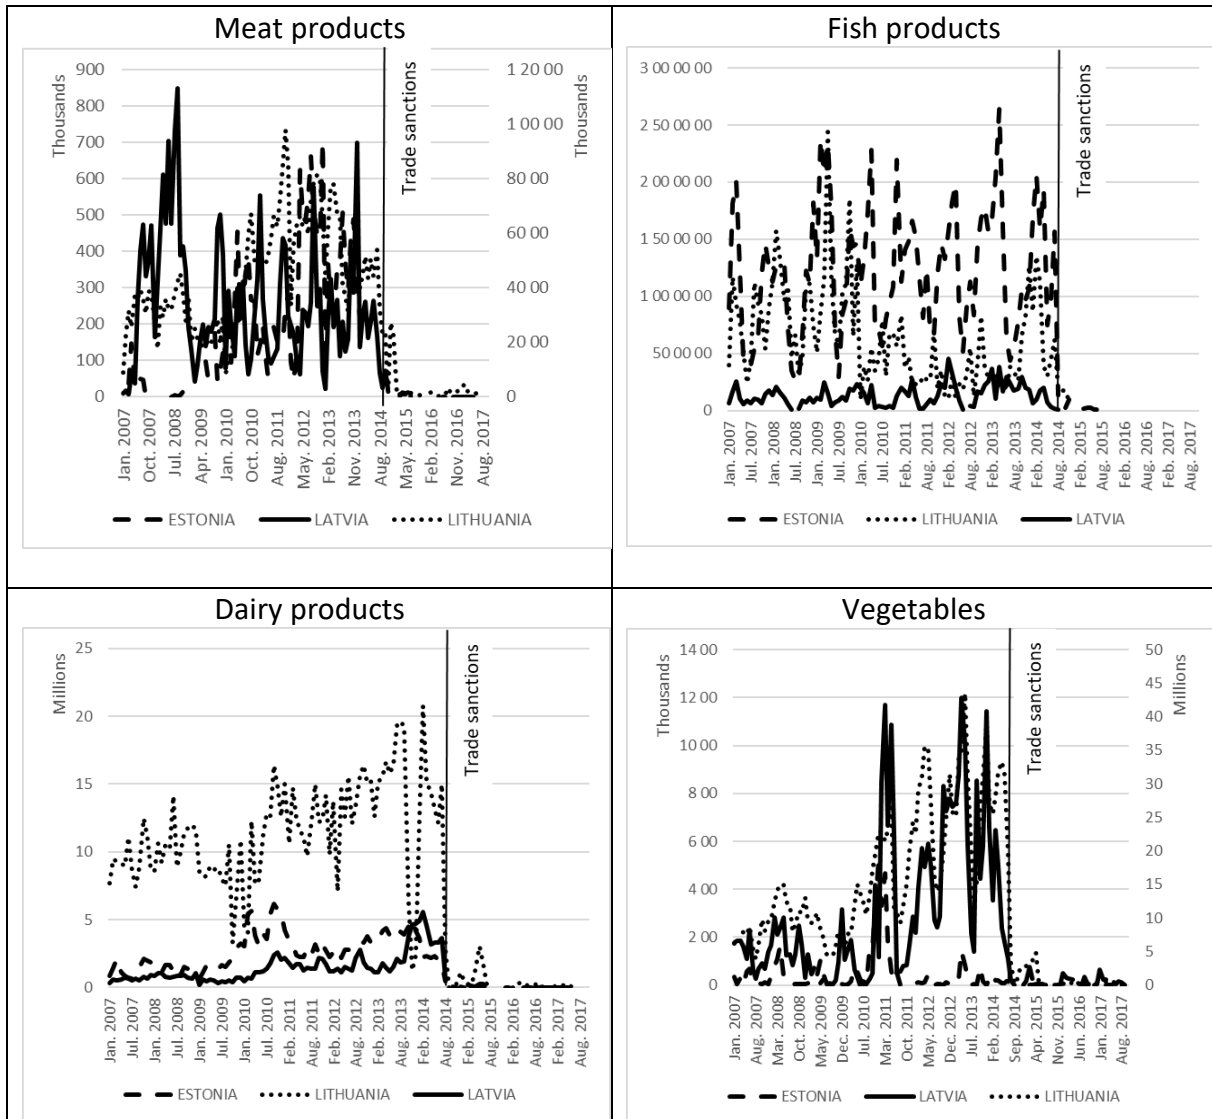 Meat products
900
800
700
600
500
400
300
200
100
0
Thousands
1 20 00
1 00 00
80 00
60 00
40 00
20 00
0
Thousands
Trade sanctions
Jan. 2007
Oct. 2007
Jul. 2008
Apr. 2009
Jan. 2010
Oct. 2010
Aug. 2011
May. 2012
Feb. 2013
Nov. 2013
Aug. 2014
May. 2015
Feb. 2016
Nov. 2016
Aug. 2017
ESTONIA LATVIA LITHUANIA
Fish products
3 00 00 00
2 50 00 00
2 00 00 00
1 50 00 00
1 00 00 00
50 00 00
0
Trade sanctions
Jan. 2007
Jul. 2007
Jan. 2008
Jul. 2008
Jan. 2009
Jul. 2009
Jan. 2010
Jul. 2010
Feb. 2011
Aug. 2011
Feb. 2012
Aug. 2012
Feb. 2013
Aug. 2013
Feb. 2014
Aug. 2014
Feb. 2015
Aug. 2015
Feb. 2016
Aug. 2016
Feb. 2017
Aug. 2017
ESTONIA LITHUANIA LATVIA
Dairy products
25
20
15
10
5
0
Millions
Trade sanctions
Jan. 2007
Jul. 2007
Jan. 2008
Jul. 2008
Jan. 2009
Jul. 2009
Jan. 2010
Jul. 2010
Feb. 2011
Aug. 2011
Feb. 2012
Aug. 2012
Feb. 2013
Aug. 2013
Feb. 2014
Aug. 2014
Feb. 2015
Aug. 2015
Feb. 2016
Aug. 2016
Feb. 2017
Aug. 2017
ESTONIA LITHUANIA LATVIA
Vegetables
14 00
12 00
10 00
8 00
6 00
4 00
2 00
0
Thousands
50
45
40
35
30
25
20
15
10
5
0
Millions
Trade sanctions
Jan. 2007
Aug. 2007
Mar. 2008
Oct. 2008
May. 2009
Dec. 2009
Jul. 2010
Mar. 2011
Oct. 2011
May. 2012
Dec. 2012
Jul. 2013
Feb. 2014
Sep. 2014
Apr. 2015
Nov. 2015
Jun. 2016
Jan. 2017
Aug. 2017
ESTONIA LATVIA LITHUANIA